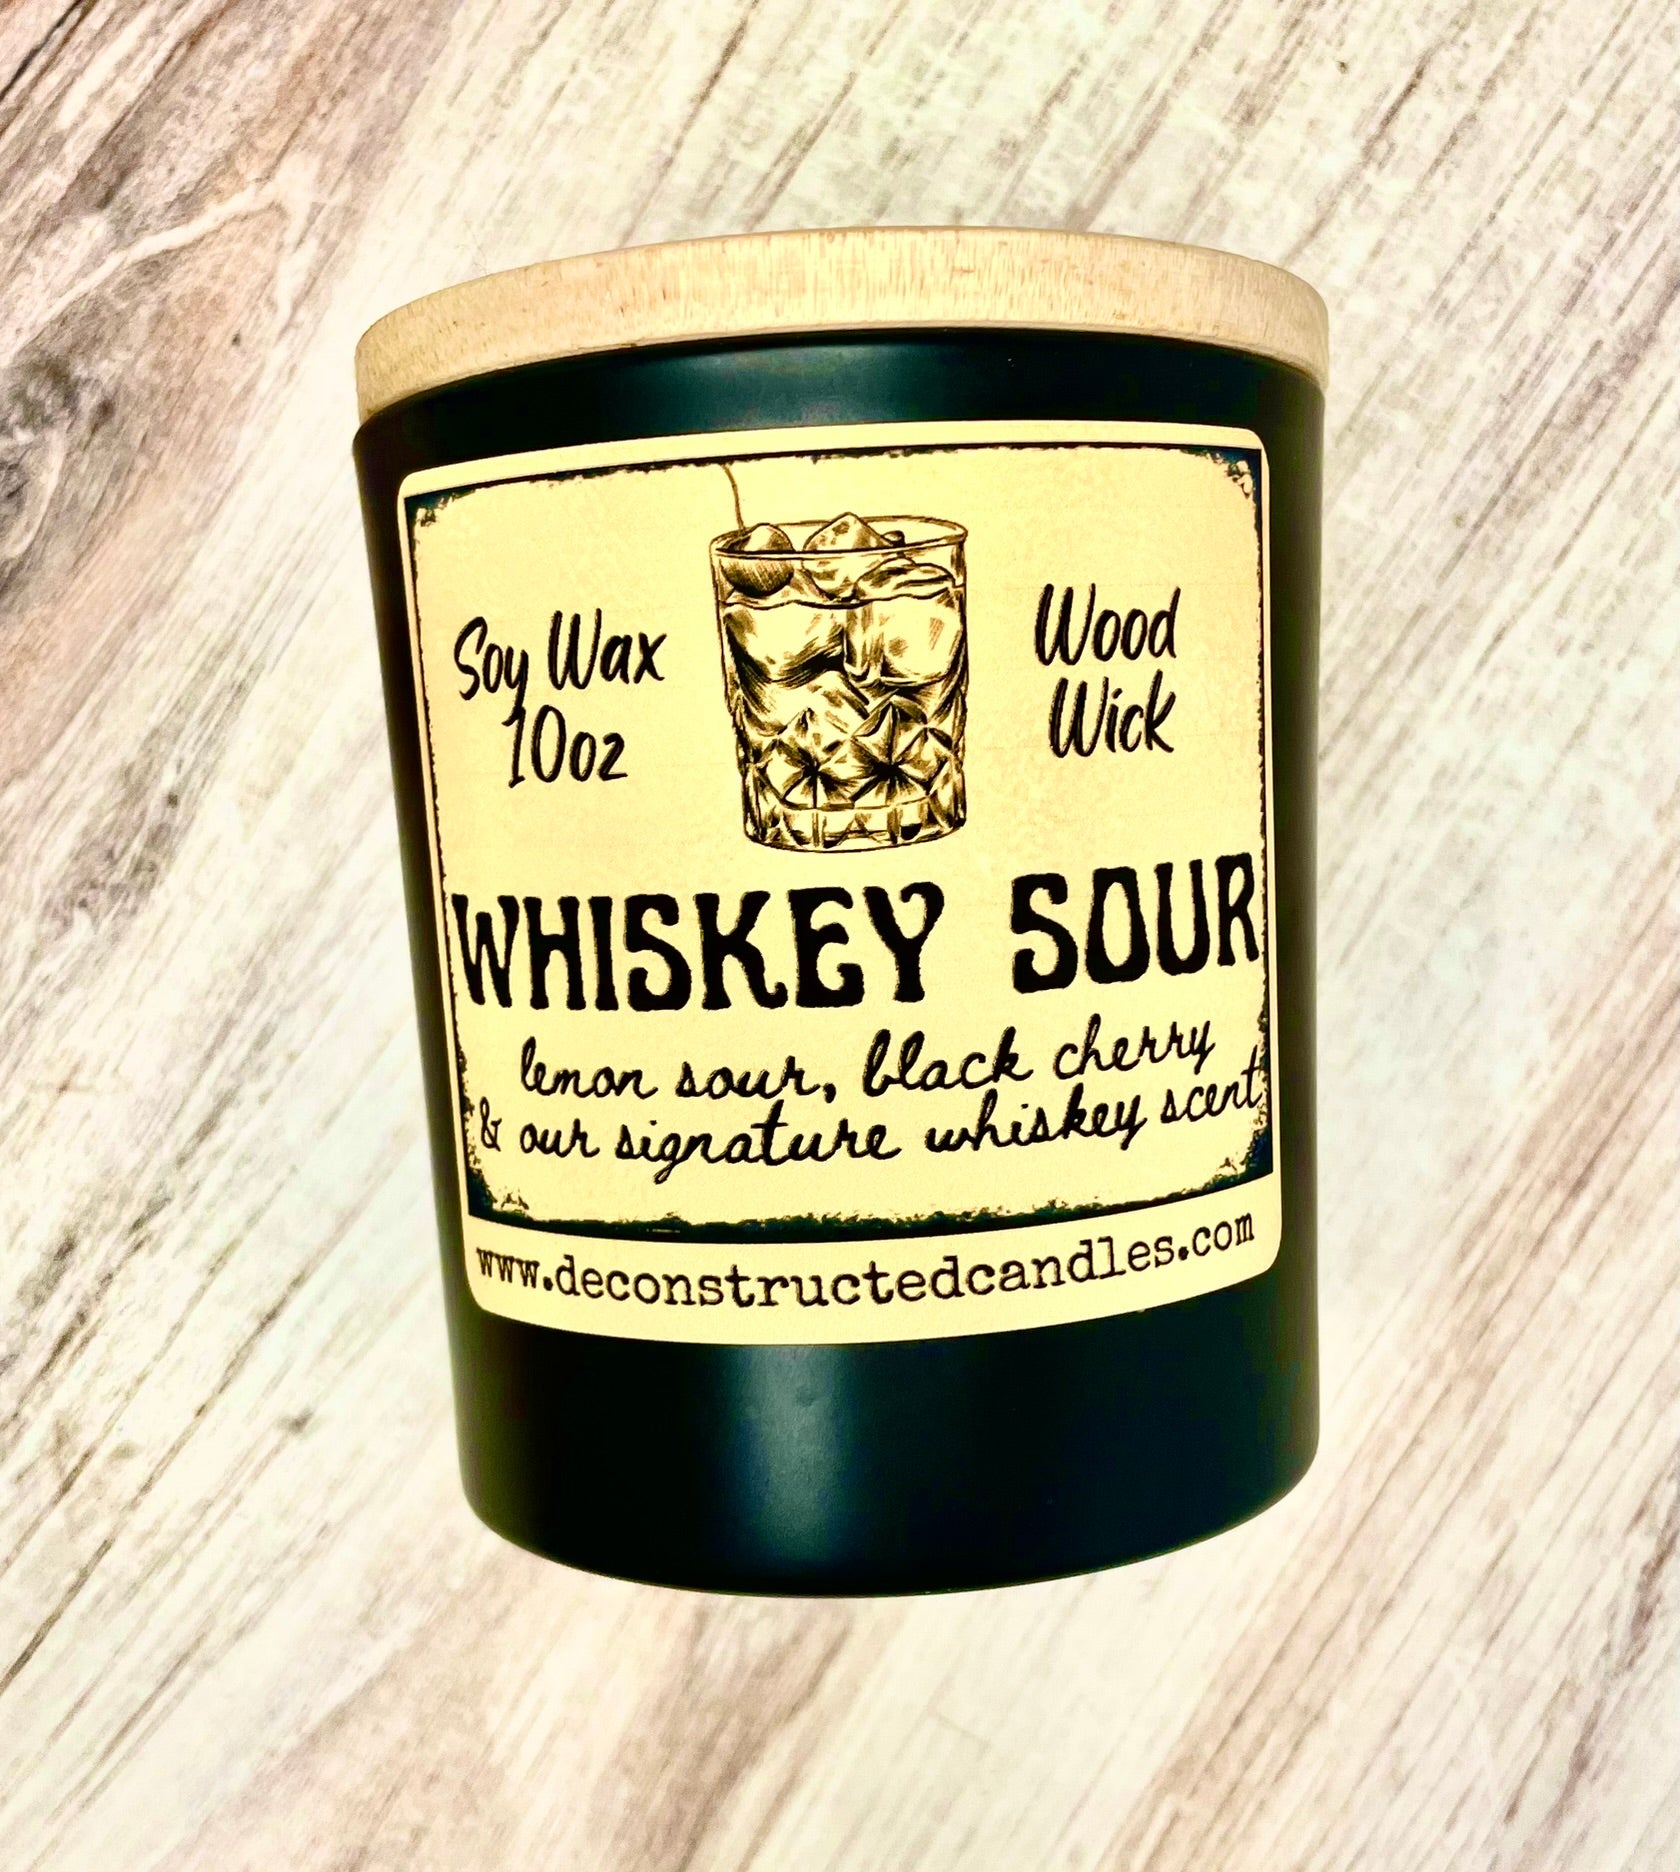 Soy Wax
10oz
Wood
Wick
WHISKEY SOUR
lemon sour, black cherry
& our signature whiskey scent
www.deconstructedcandles.com